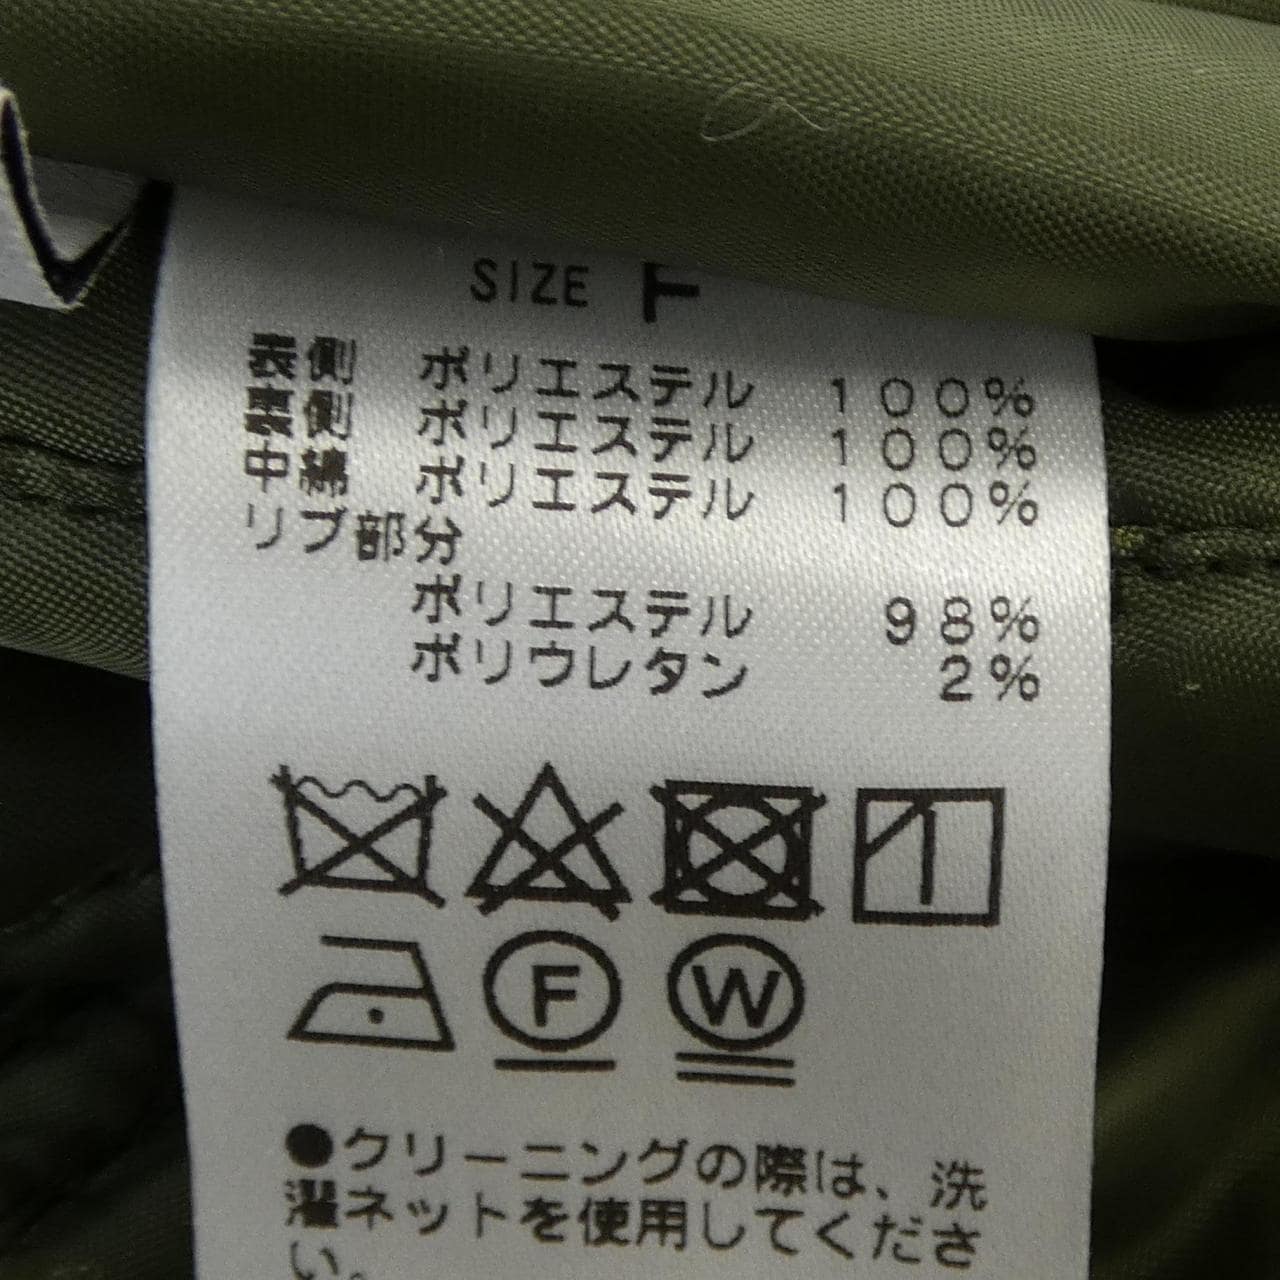 SIZE
表側 ポリエステル 100%
裏側 ポリエステル 100%
中綿 ポリエステル 100%
リブ部分
ポリエステル 98%
ポリウレタン 2%
F W
●クリーニングの際は、洗
濯ネットを使用してくださ
い。